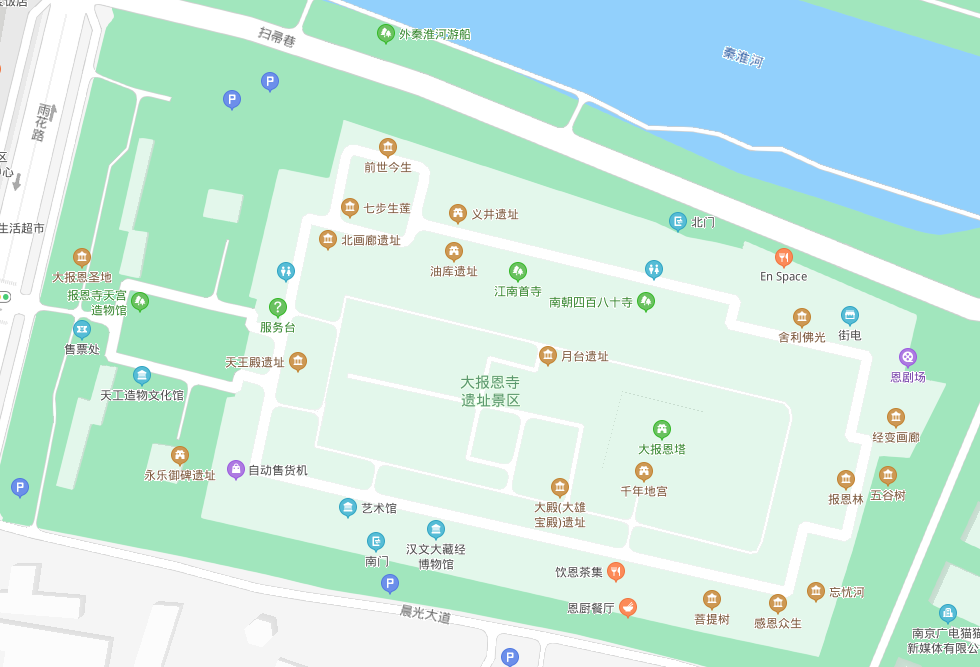 扫帚巷
外秦淮河游船
秦淮河
P
P
雨花路
前世今生
七步生莲
义井遗址
北门
生活超市
北画廊遗址
油库遗址
En Space
大报恩圣地
江南首寺
报恩寺天宫
造物馆
南朝四百八十寺
服务台
舍利佛光
街电
售票处
天王殿遗址
月台遗址
恩剧场
大报恩寺
遗址景区
天工造物文化馆
经变画廊
大报恩塔
永乐御碑遗址
自动售货机
千年地宫
报恩林
五谷树
P
艺术馆
大殿(大雄
宝殿)遗址
汉文大藏经
博物馆
南门
饮恩茶集
P
恩厨餐厅
菩提树
忘忧河
感恩众生
晨光大道
南京广电猫猫
新媒体有限公
P